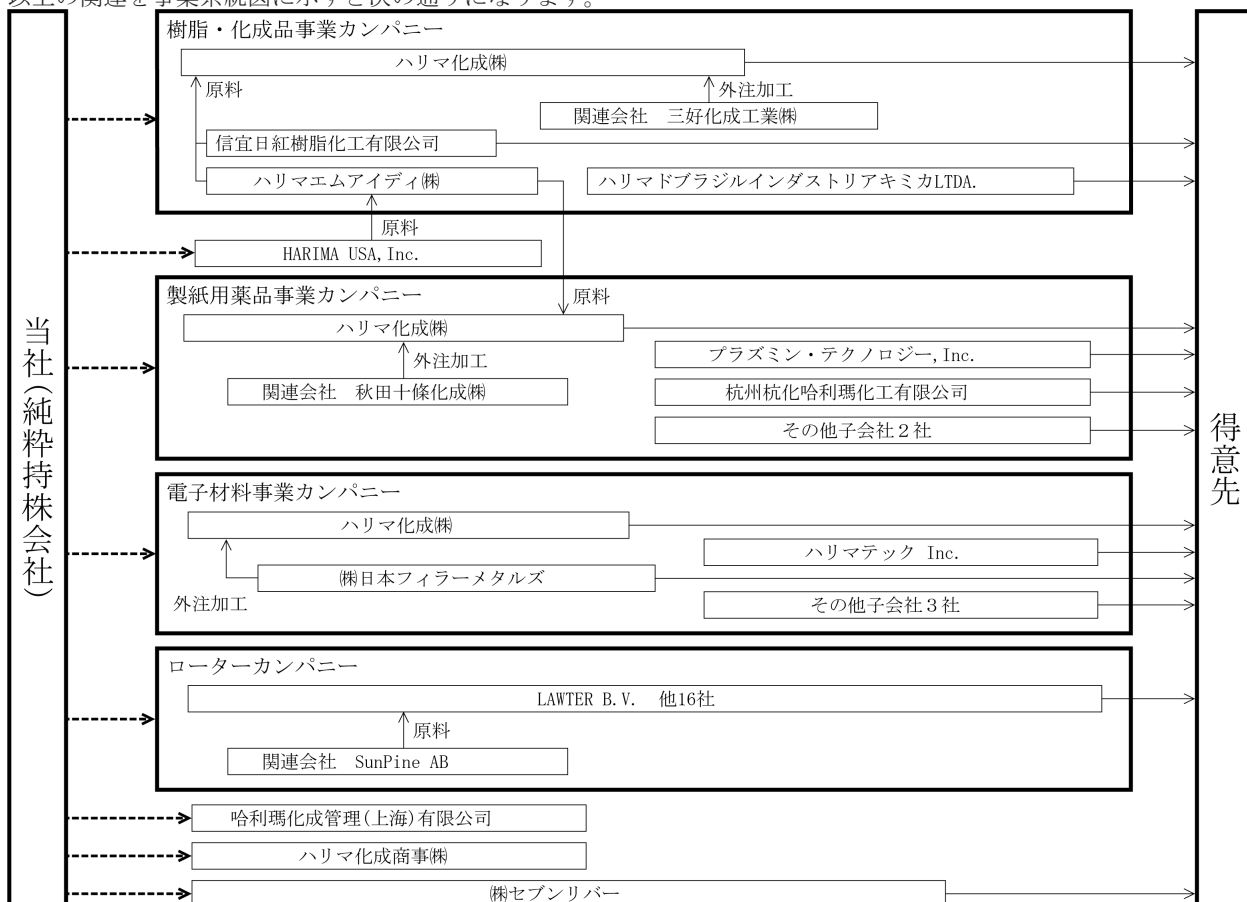 以上の関連を事業系統図に示すと次の通りになります。
樹脂・化成品事業カンパニー
ハリマ化成㈱
原料
外注加工
関連会社　三好化成工業㈱
信宜日紅樹脂化工有限公司
ハリマエムアイディ㈱
ハリマドブラジルインダストリアキミカLTDA.
原料
HARIMA USA,Inc.
製紙用薬品事業カンパニー
原料
ハリマ化成㈱
外注加工
プラズミン・テクノロジー,Inc.
関連会社　秋田十條化成㈱
杭州杭化哈利瑪化工有限公司
その他子会社２社
電子材料事業カンパニー
ハリマ化成㈱
ハリマテック Inc.
㈱日本フィラーメタルズ
外注加工
その他子会社３社
ローターカンパニー
LAWTER B.V.　他16社
原料
関連会社　SunPine AB
哈利瑪化成管理(上海)有限公司
ハリマ化成商事㈱
㈱セブンリバー
当社(純粋持株会社)
得意先